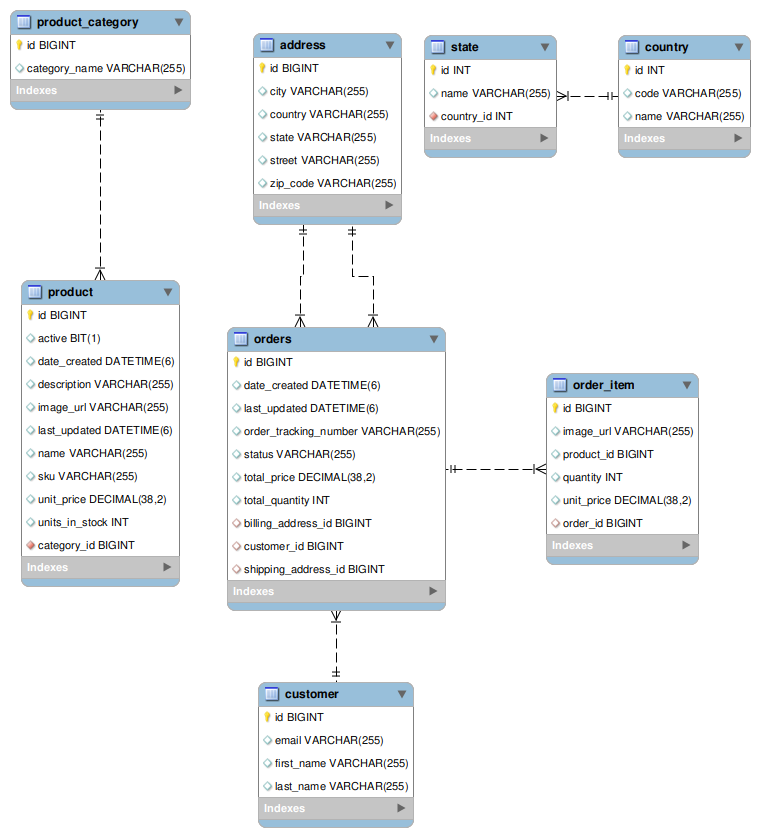 product_category
id BIGINT
category_name VARCHAR(255)
Indexes
address
id BIGINT
city VARCHAR(255)
country VARCHAR(255)
state VARCHAR(255)
street VARCHAR(255)
zip_code VARCHAR(255)
Indexes
state
id INT
name VARCHAR(255)
country_id INT
Indexes
country
id INT
code VARCHAR(255)
name VARCHAR(255)
Indexes
product
id BIGINT
active BIT(1)
date_created DATETIME(6)
description VARCHAR(255)
image_url VARCHAR(255)
last_updated DATETIME(6)
name VARCHAR(255)
sku VARCHAR(255)
unit_price DECIMAL(38,2)
units_in_stock INT
category_id BIGINT
Indexes
orders
id BIGINT
date_created DATETIME(6)
last_updated DATETIME(6)
order_tracking_number VARCHAR(255)
status VARCHAR(255)
total_price DECIMAL(38,2)
total_quantity INT
billing_address_id BIGINT
customer_id BIGINT
shipping_address_id BIGINT
Indexes
order_item
id BIGINT
image_url VARCHAR(255)
product_id BIGINT
quantity INT
unit_price DECIMAL(38,2)
order_id BIGINT
Indexes
customer
id BIGINT
email VARCHAR(255)
first_name VARCHAR(255)
last_name VARCHAR(255)
Indexes